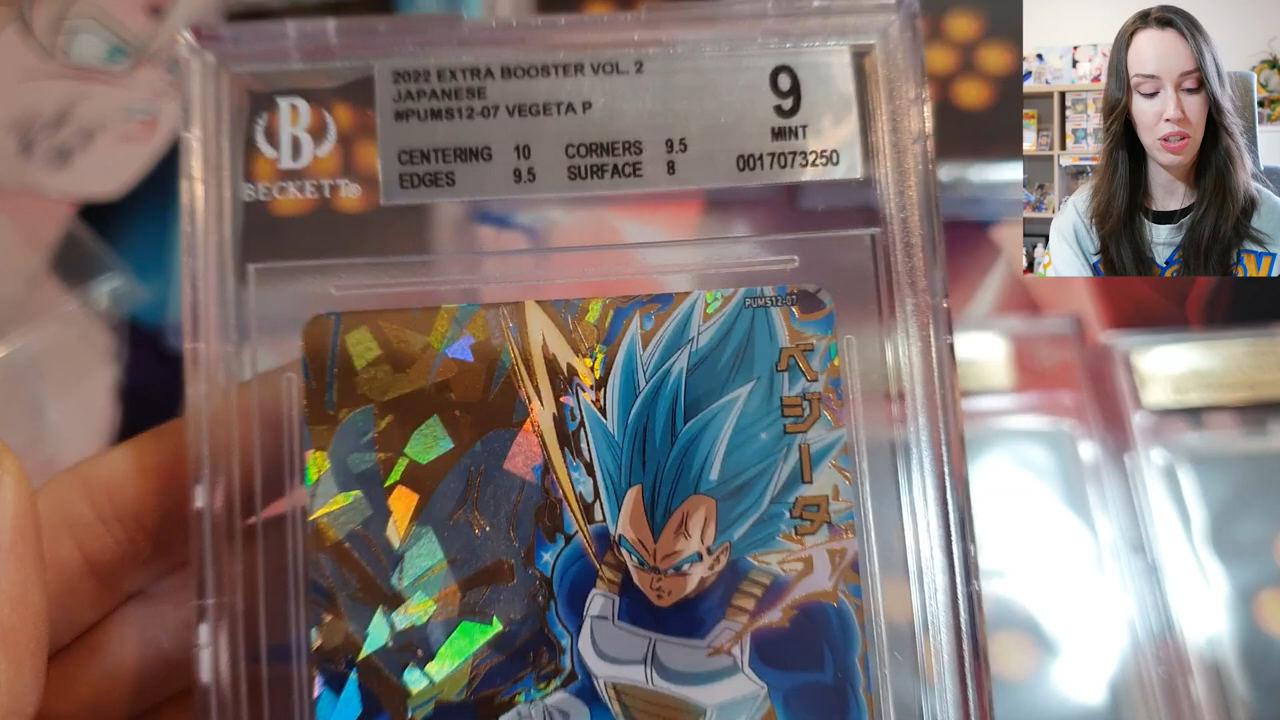 2022 EXTRA BOOSTER VOL. 2
JAPANESE
#PUMS12-07 VEGETA P
CENTERING 10 CORNERS 9.5
EDGES 9.5 SURFACE 8
9
MINT
0017073250
B
BECKETT®
PUMS12-07
ベジータ